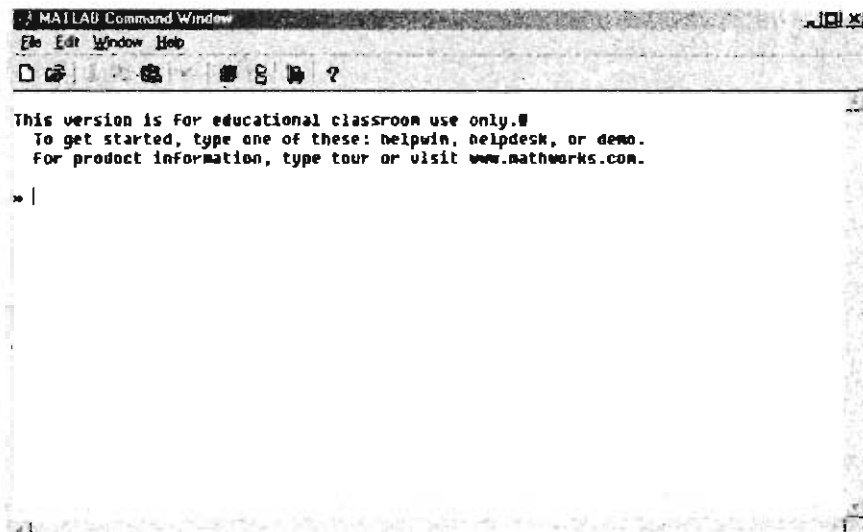 MATLAB Command Window
File Edit Window Help
?
This version is for educational classroom use only.
To get started, type one of these: helpwin, helpdesk, or demo.
For product information, type tour or visit www.mathworks.com.
» |